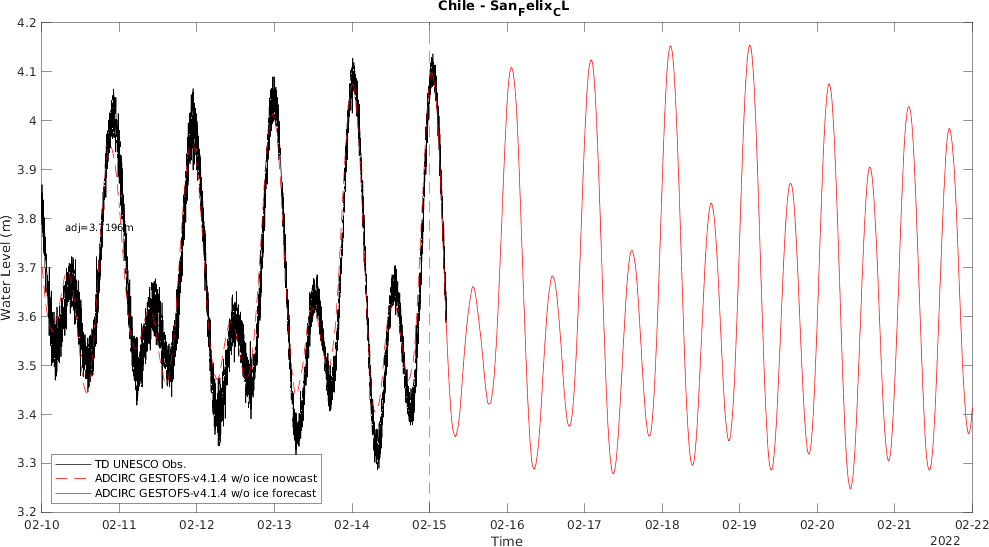 Chile - San_Felix_CL
4.2
4.1
4
3.9
3.8
3.7
3.6
3.5
3.4
3.3
3.2
Water Level (m)
adj=3.7196m
TD UNESCO Obs.
ADCIRC GESTOFS-v4.1.4 w/o ice nowcast
ADCIRC GESTOFS-v4.1.4 w/o ice forecast
02-10 02-11 02-12 02-13 02-14 02-15 02-16 02-17 02-18 02-19 02-20 02-21 02-22
Time
2022